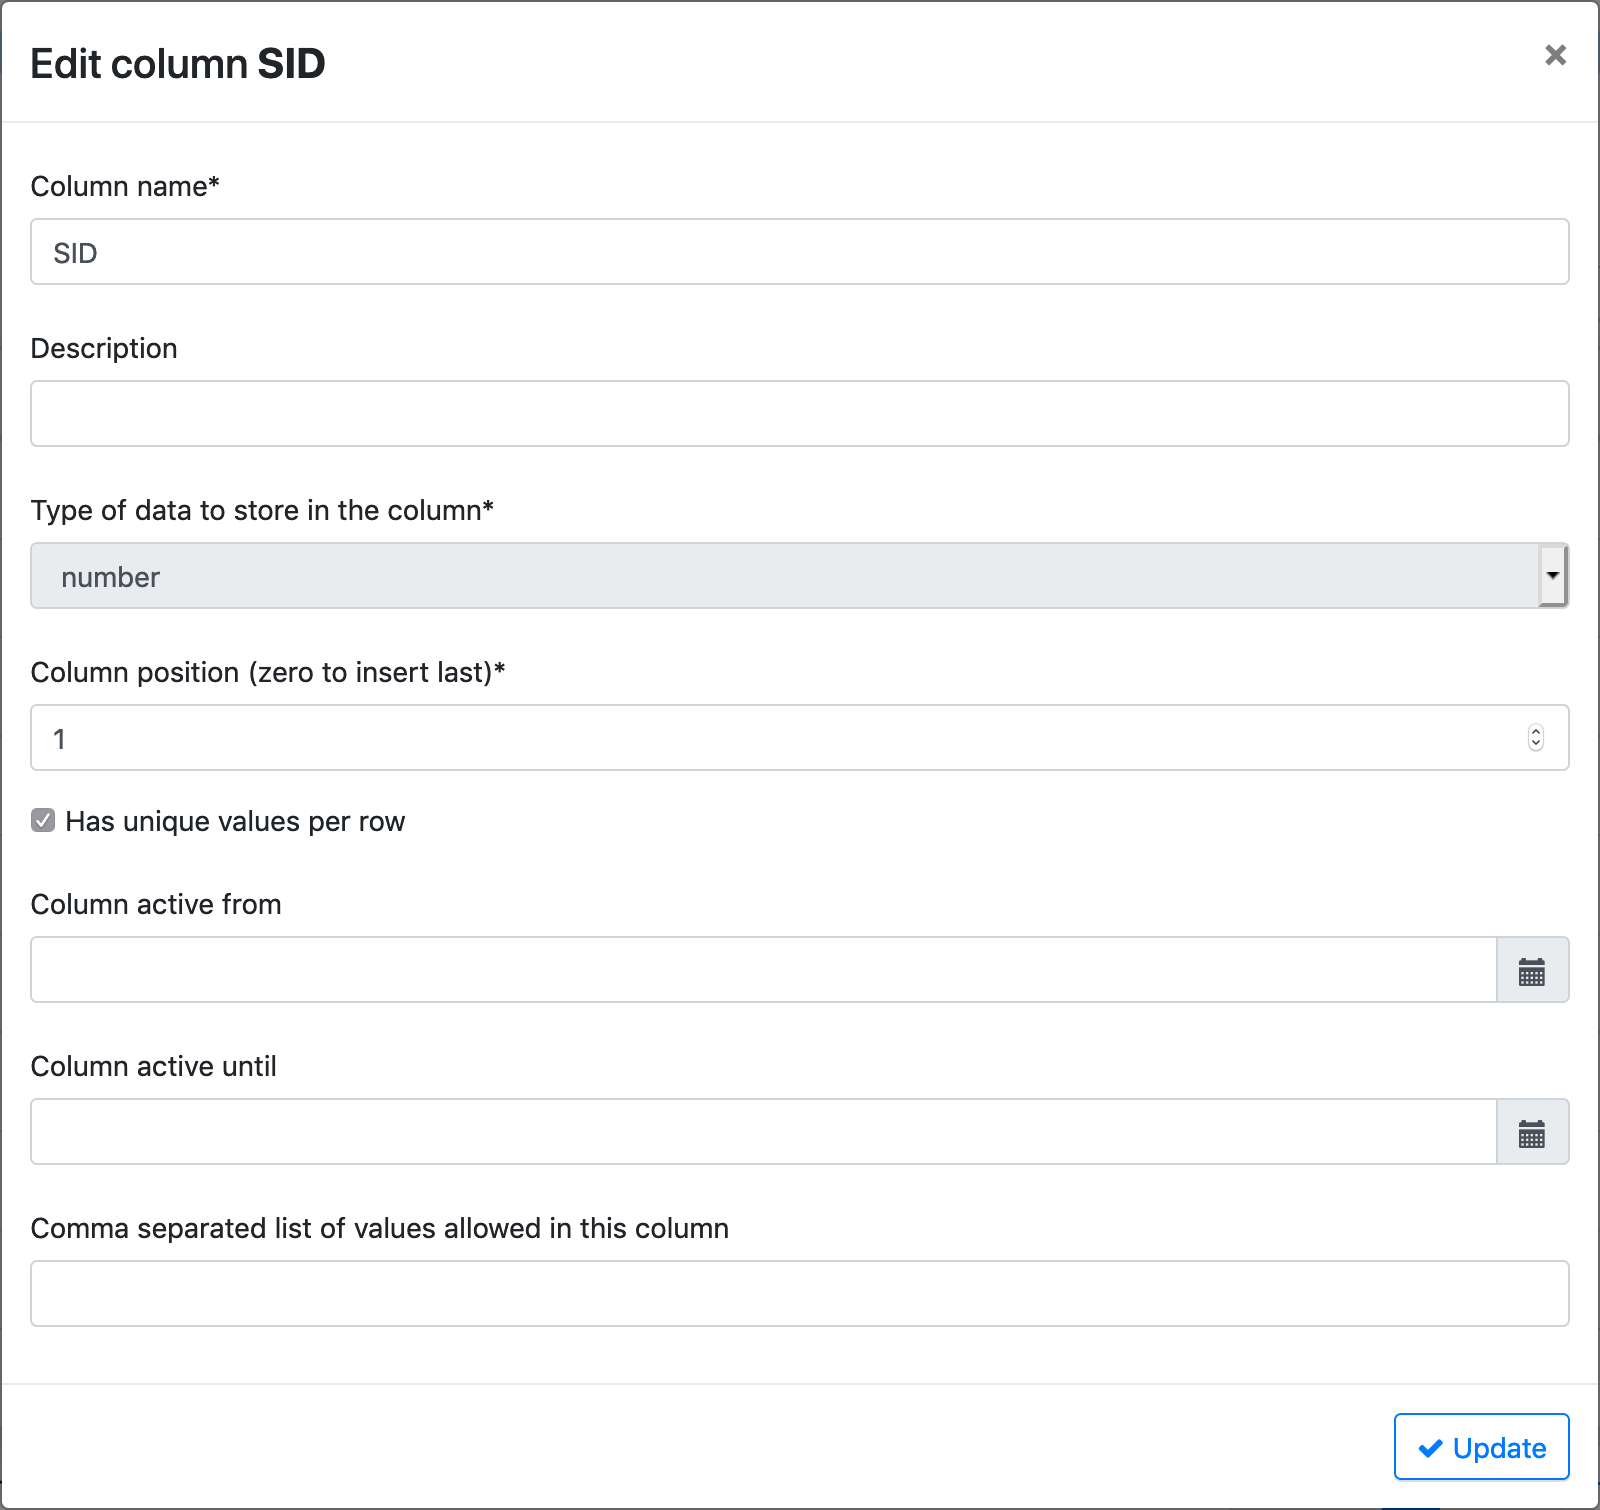 Edit column SID
Column name*
SID
Description
Type of data to store in the column*
number
Column position (zero to insert last)*
1
Has unique values per row
Column active from
Column active until
Comma separated list of values allowed in this column
Update